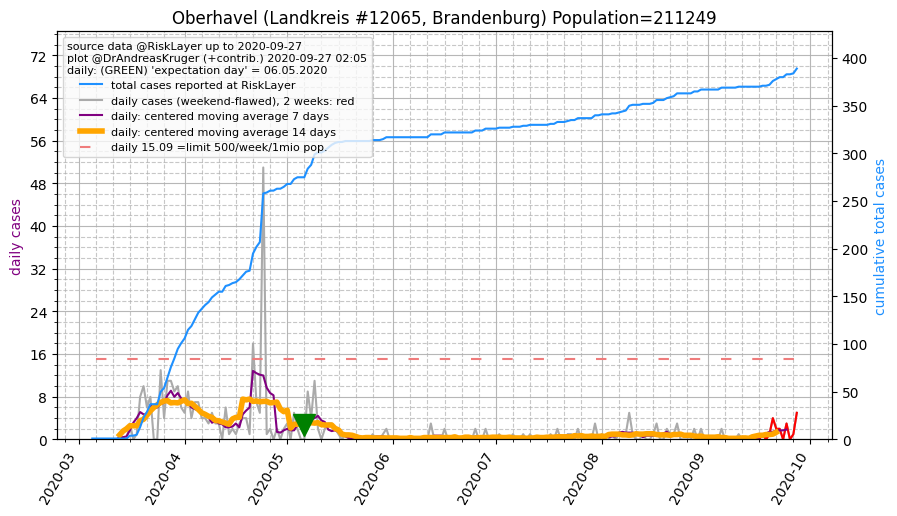 Oberhavel (Landkreis #12065, Brandenburg) Population=211249
source data @RiskLayer up to 2020-09-27
plot @DrAndreasKruger (+contrib.) 2020-09-27 02:05
daily: (GREEN) 'expectation day' = 06.05.2020
total cases reported at RiskLayer
daily cases (weekend-flawed), 2 weeks: red
daily: centered moving average 7 days
daily: centered moving average 14 days
daily 15.09 =limit 500/week/1mio pop.
daily cases
72
64
56
48
40
32
24
16
8
0
cumulative total cases
400
350
300
250
200
150
100
50
0
2020-03
2020-04
2020-05
2020-06
2020-07
2020-08
2020-09
2020-10